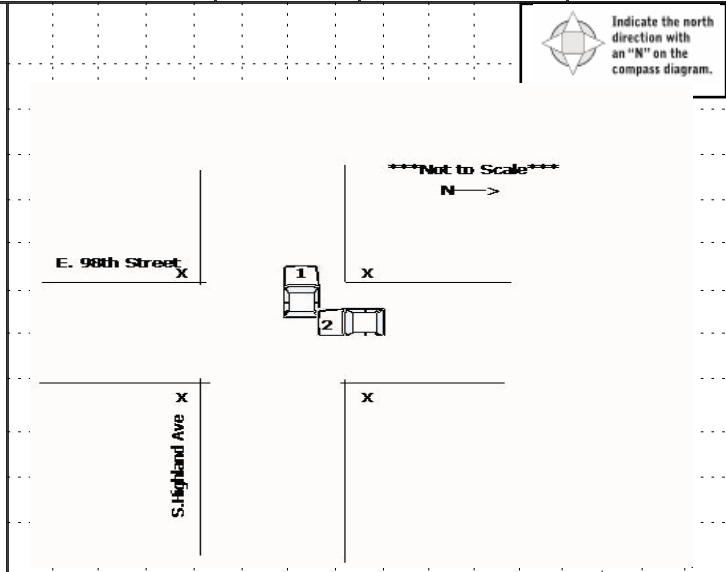 Indicate the north
direction with
an “N” on the
compass diagram.
***Not to Scale***
N--->
E. 98th Street
X
X
1
2
X
X
S.Highland Ave